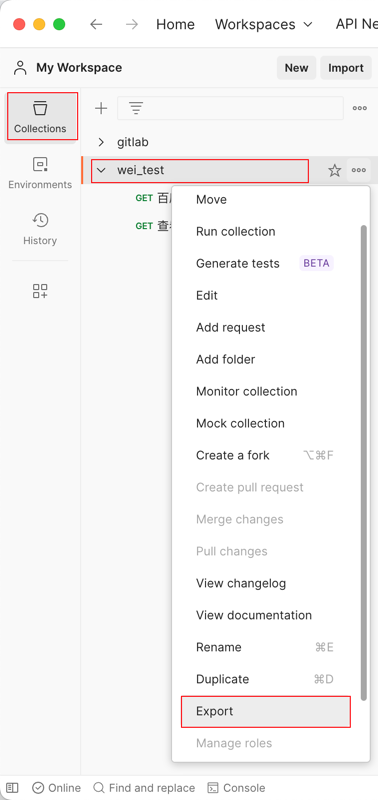 Home Workspaces API Ne
My Workspace New Import
Collections
gitlab
wei_test
Environments
GET 百
GET 查
History
Move
Run collection
Generate tests BETA
Edit
Add request
Add folder
Monitor collection
Mock collection
Create a fork ⌥⌘F
Create pull request
Merge changes
Pull changes
View changelog
View documentation
Rename ⌘E
Duplicate ⌘D
Export
Manage roles
Online Find and replace Console